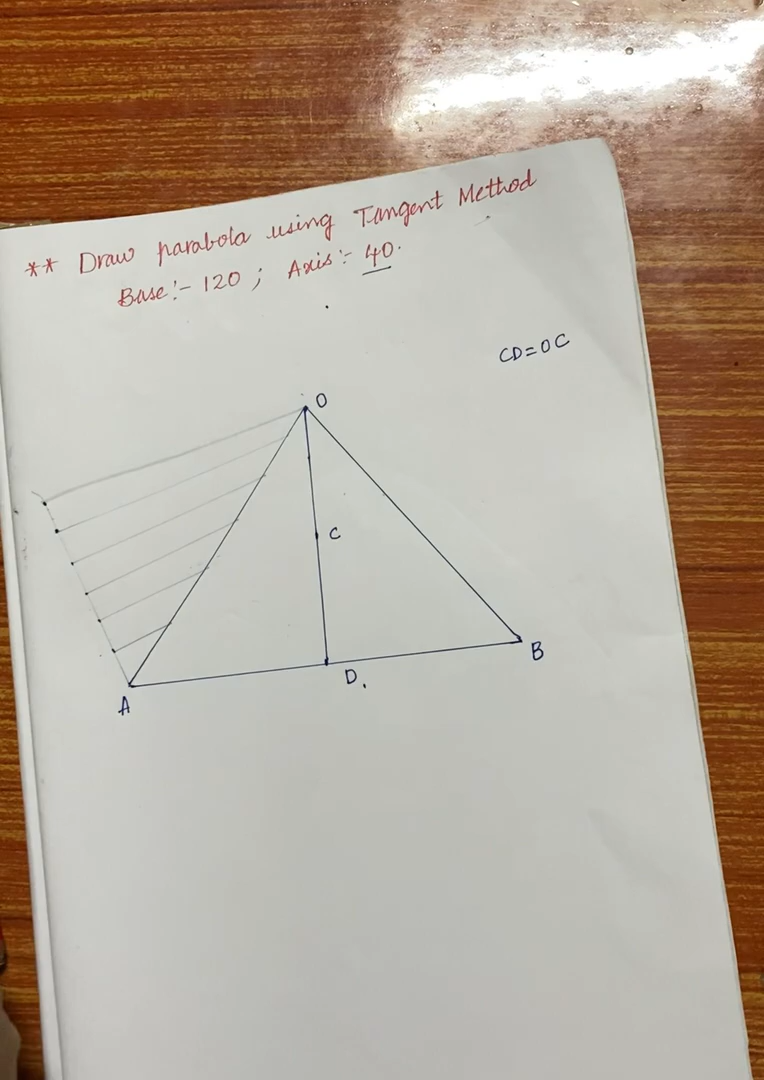 ** Draw parabola using Tangent Method
Base:- 120 ; Axis:- 40.
CD=OC
O
C
B
D.
A